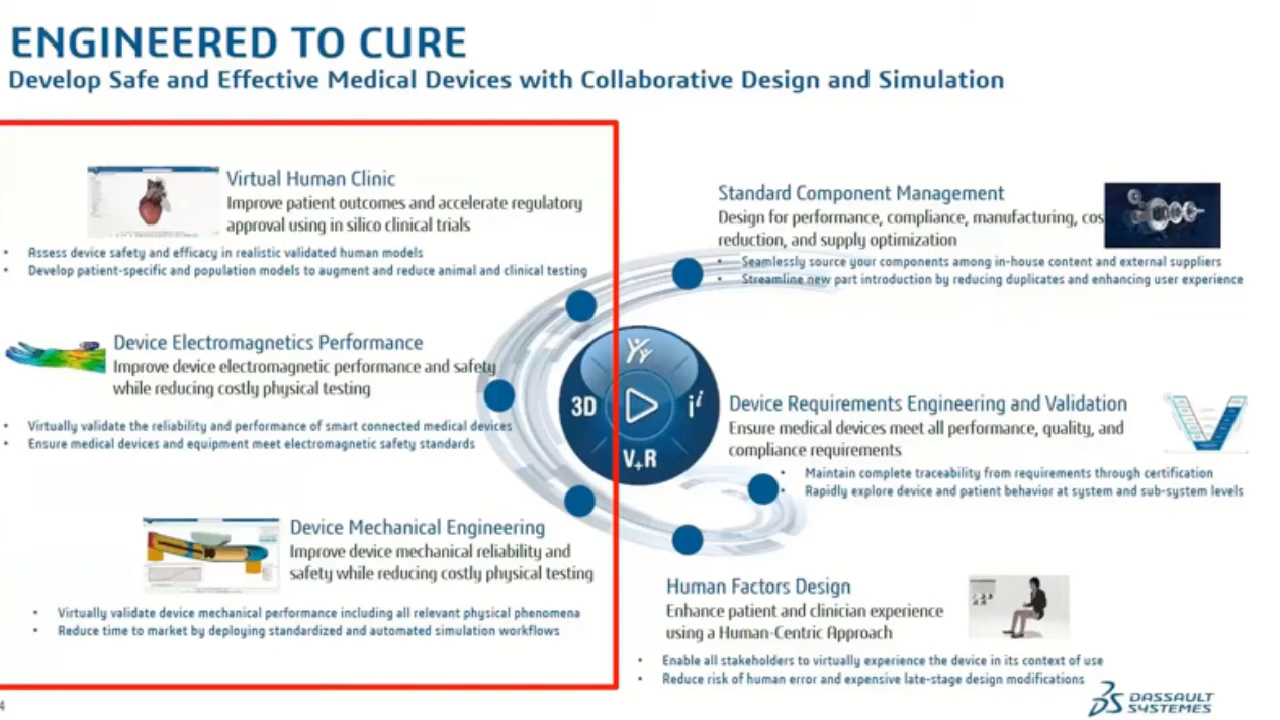 ENGINEERED TO CURE
Develop Safe and Effective Medical Devices with Collaborative Design and Simulation
Virtual Human Clinic
Improve patient outcomes and accelerate regulatory
approval using in silico clinical trials
• Assess device safety and efficacy in realistic validated human models
• Develop patient-specific and population models to augment and reduce animal and clinical testing
Device Electromagnetics Performance
Improve device electromagnetic performance and safety
while reducing costly physical testing
• Virtually validate the reliability and performance of smart connected medical devices
• Ensure medical devices and equipment meet electromagnetic safety standards
Device Mechanical Engineering
Improve device mechanical reliability and
safety while reducing costly physical testing
• Virtually validate device mechanical performance including all relevant physical phenomena
• Reduce time to market by deploying standardized and automated simulation workflows
3D
V+R
Standard Component Management
Design for performance, compliance, manufacturing, cos
reduction, and supply optimization
• Seamlessly source your components among in-house content and external suppliers
• Streamline new part introduction by reducing duplicates and enhancing user experience
Device Requirements Engineering and Validation
Ensure medical devices meet all performance, quality, and
compliance requirements
• Maintain complete traceability from requirements through certification
• Rapidly explore device and patient behavior at system and sub-system levels
Human Factors Design
Enhance patient and clinician experience
using a Human-Centric Approach
• Enable all stakeholders to virtually experience the device in its context of use
• Reduce risk of human error and expensive late-stage design modifications
4
DASSAULT
SYSTEMES